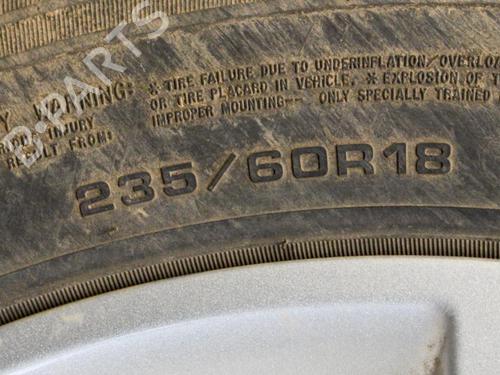 B-PARTS
Y WARNING: * TIRE FAILURE DUE TO UNDERINFLATION/OVERLOA
INJURY OR TIRE PLACARD IN VEHICLE. * EXPLOSION OF T
RESULT FROM: IMPROPER MOUNTING-- ONLY SPECIALLY TRAINED
235/60R18